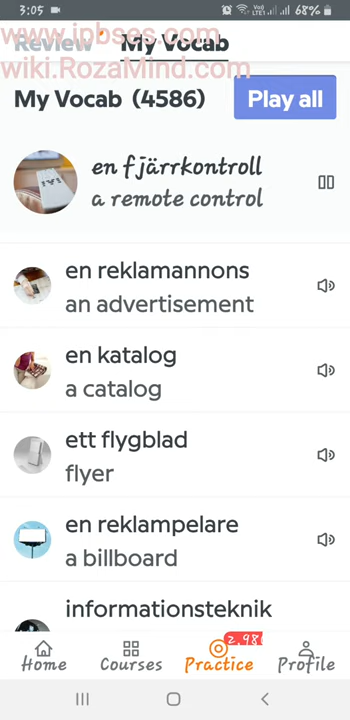 3:05
68%
www.ipbses.com
Review My Vocab
wiki.RozaMind.com
My Vocab (4586)
Play all
en fjärrkontroll
a remote control
en reklamannons
an advertisement
en katalog
a catalog
ett flygblad
flyer
en reklampelare
a billboard
informationsteknik
Home Courses Practice Profile